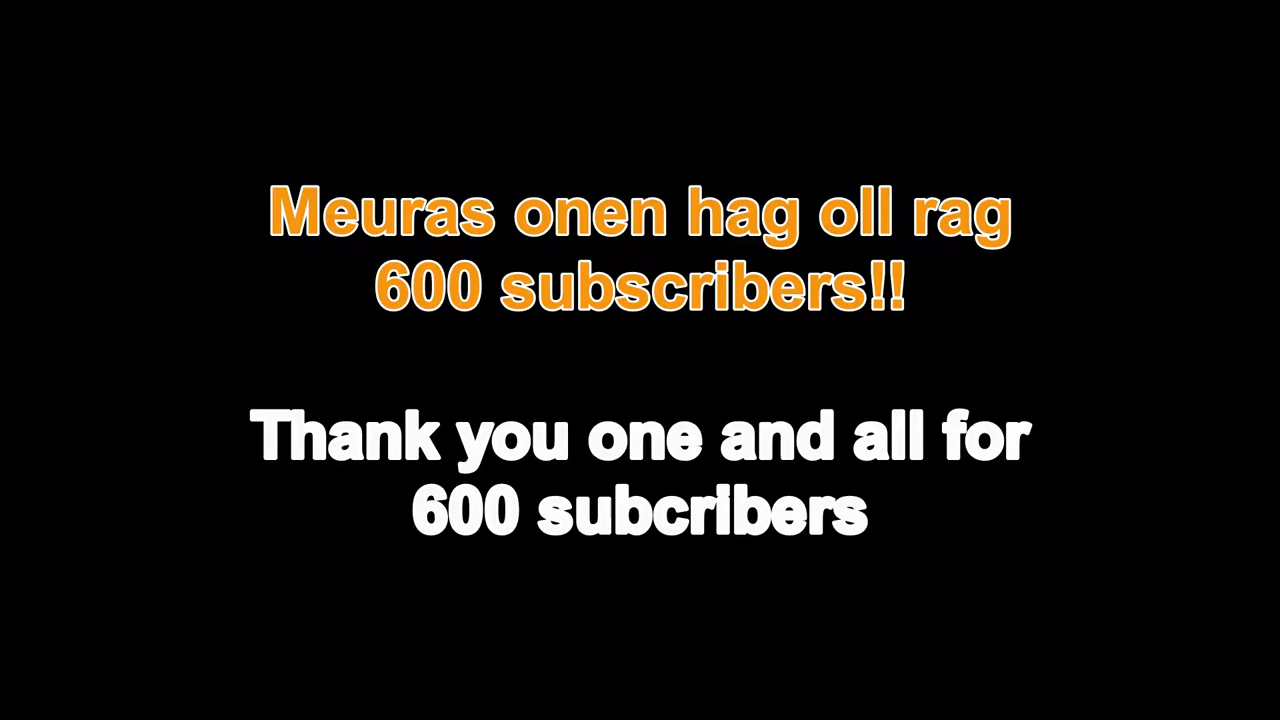 Meuras onen hag oll rag
600 subscribers!!
Thank you one and all for
600 subcribers